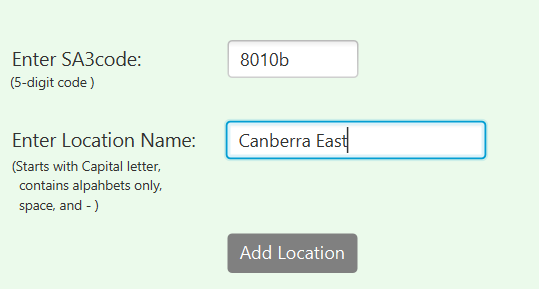 Enter SA3code: 8010b
(5-digit code )
Enter Location Name: Canberra East
(Starts with Capital letter,
contains alpahbets only,
space, and - )
Add Location